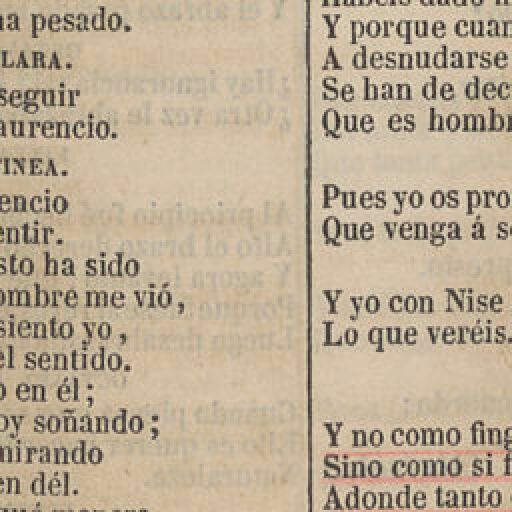 na pesado.
LARA.
seguir
aurencio.
INEA.
encio
entir.
sto ha sido
ombre me vió,
siento yo,
el sentido.
o en él;
oy soñando;
mirando
en dél.
Y porque cuan
A desnudarse
Se han de dec
Que es hombr
Pues yo os pro
Que venga á s
Y yo con Nise
Lo que veréis.
Y no como fing
Sino como si f
Adonde tanto